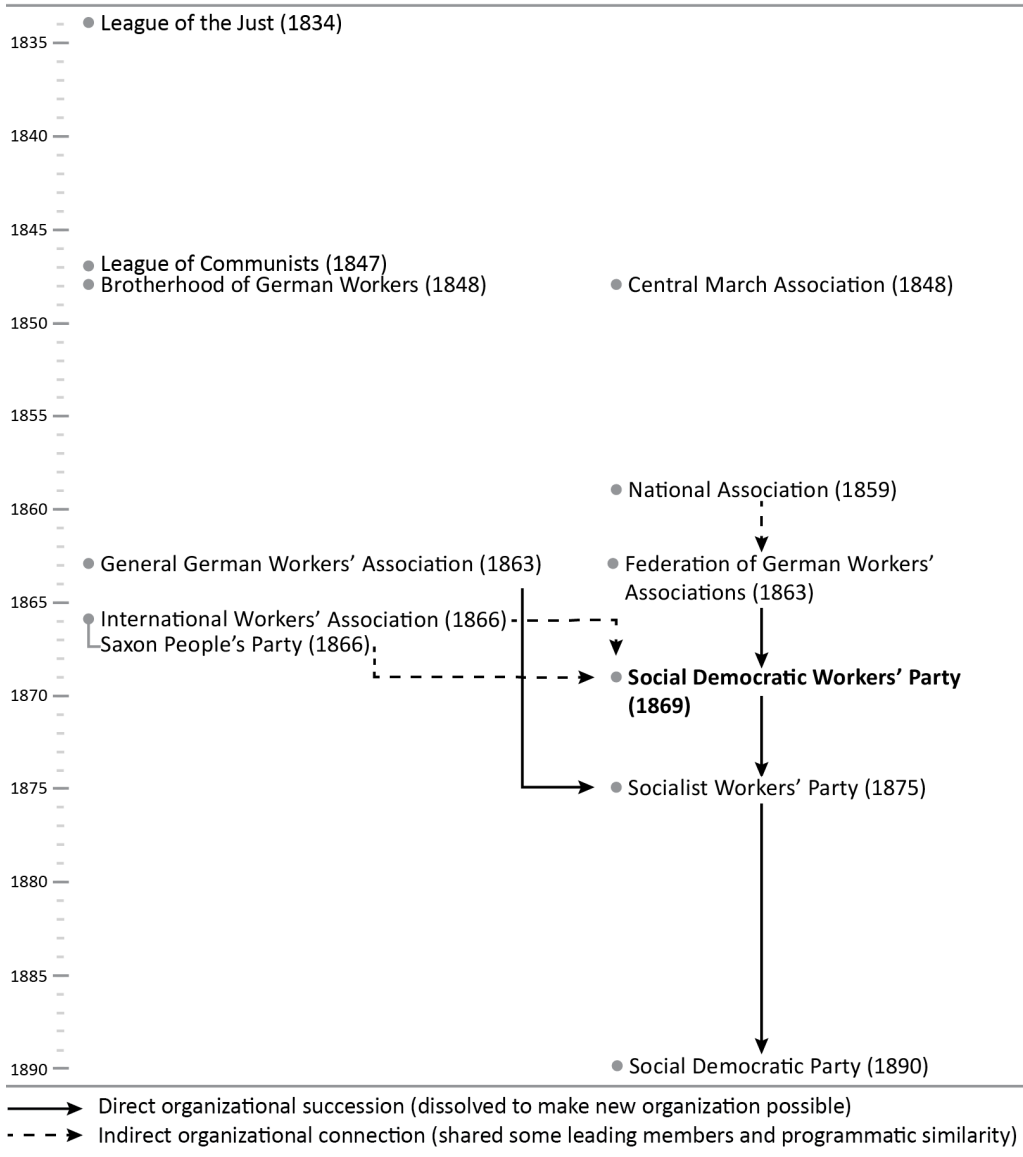 League of the Just (1834)
1835
1840
1845
League of Communists (1847)
Brotherhood of German Workers (1848)
Central March Association (1848)
1850
1855
National Association (1859)
1860
General German Workers’ Association (1863)
Federation of German Workers’
Associations (1863)
1865
International Workers’ Association (1866)
Saxon People’s Party (1866)
Social Democratic Workers’ Party
(1869)
1870
1875
Socialist Workers’ Party (1875)
1880
1885
Social Democratic Party (1890)
1890
Direct organizational succession (dissolved to make new organization possible)
Indirect organizational connection (shared some leading members and programmatic similarity)